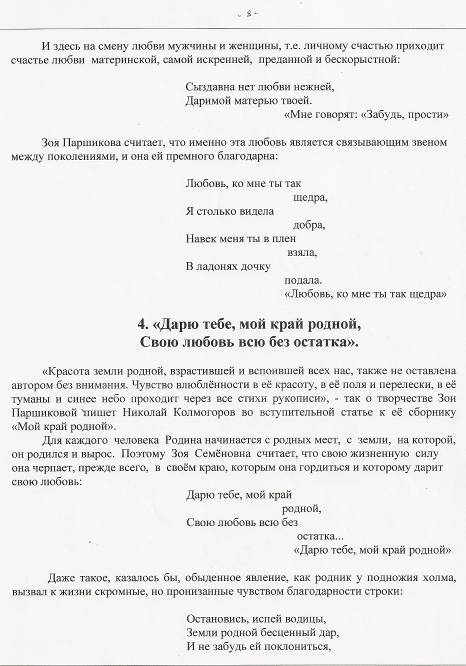 - 8 -
И здесь на смену любви мужчины и женщины, т.е. личному счастью приходит
счастье любви материнской, самой искренней, преданной и бескорыстной:
Сыздавна нет любви нежней,
Даримой матерью твоей.
«Мне говорят: «Забудь, прости»
Зоя Паршикова считает, что именно эта любовь является связывающим звеном
между поколениями, и она ей премного благодарна:
Любовь, ко мне ты так
щедра,
Я столько видела
добра,
Навек меня ты в плен
взяла,
В ладонях дочку
подала.
«Любовь, ко мне ты так щедра»
4. «Дарю тебе, мой край родной,
Свою любовь всю без остатка».
«Красота земли родной, взрастившей и вспоившей всех нас, также не оставлена
автором без внимания. Чувство влюблённости в её красоту, в её поля и перелески, в её
туманы и синее небо проходит через все стихи рукописи», - так о творчестве Зои
Паршиковой пишет Николай Колмогоров во вступительной статье к её сборнику
«Мой край родной».
Для каждого человека Родина начинается с родных мест, с земли, на которой,
он родился и вырос. Поэтому Зоя Семёновна считает, что свою жизненную силу
она черпает, прежде всего, в своём краю, которым она гордиться и которому дарит
свою любовь:
Дарю тебе, мой край
родной,
Свою любовь всю без
остатка...
«Дарю тебе, мой край родной»
Даже такое, казалось бы, обыденное явление, как родник у подножия холма,
вызвал к жизни скромные, но пронизанные чувством благодарности строки:
Остановись, испей водицы,
Земли родной бесценный дар,
И не забудь ей поклониться,